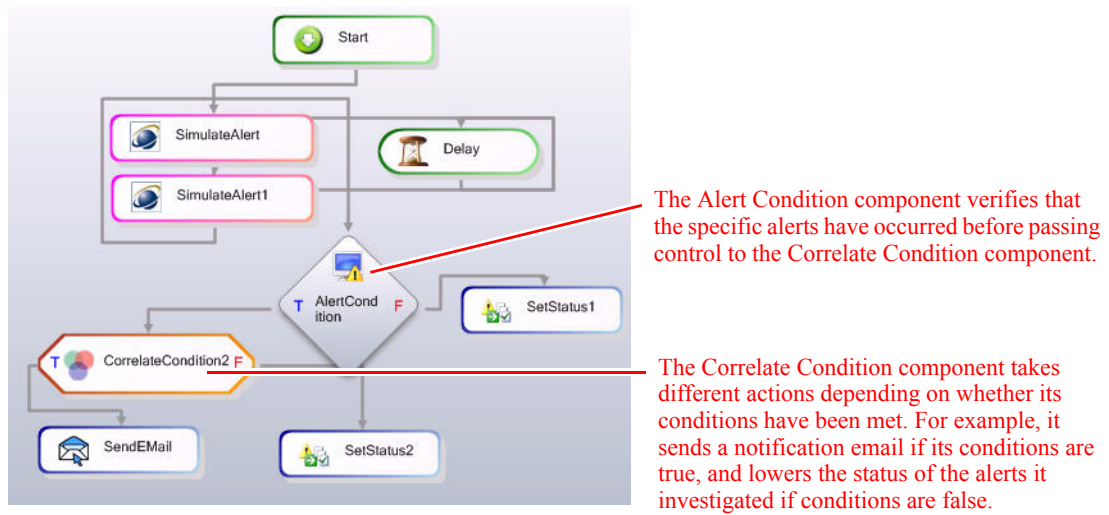 Start
SimulateAlert
Delay
SimulateAlert1
The Alert Condition component verifies that
the specific alerts have occurred before passing
control to the Correlate Condition component.
T
AlertCond
ition
F
SetStatus1
T
CorrelateCondition2
F
The Correlate Condition component takes
different actions depending on whether its
conditions have been met. For example, it
sends a notification email if its conditions are
true, and lowers the status of the alerts it
investigated if conditions are false.
SendEMail
SetStatus2